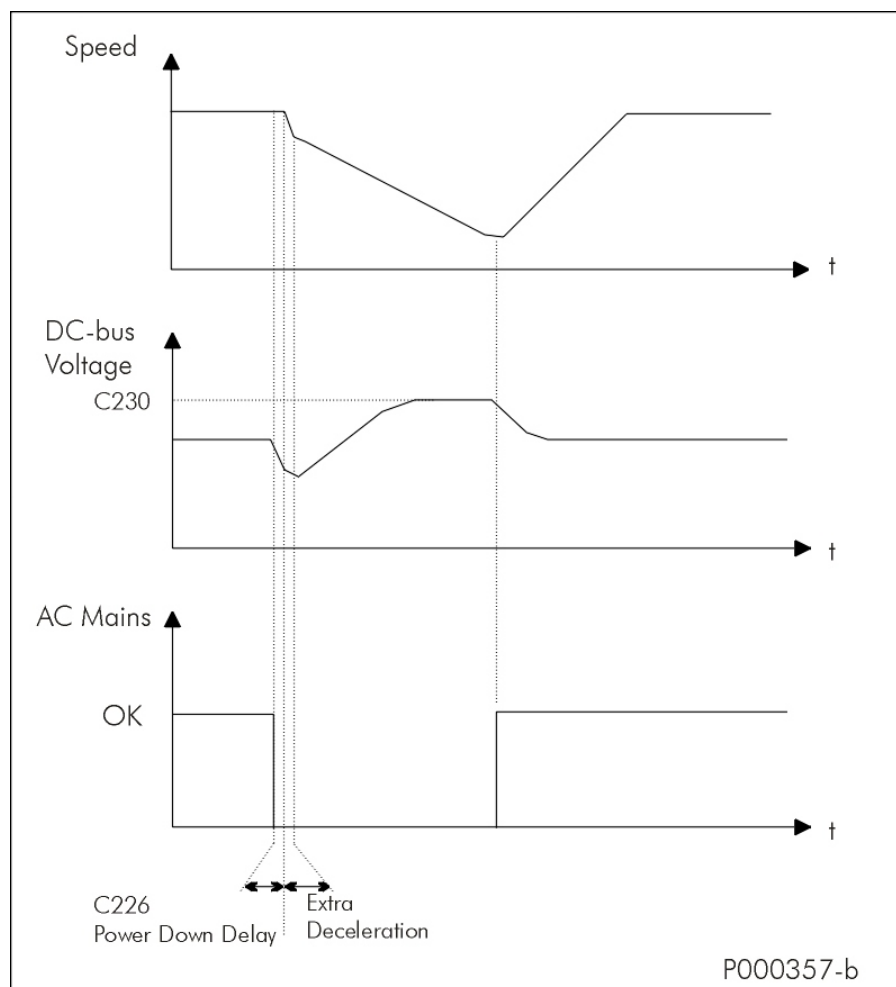 Speed
t
DC-bus
Voltage
C230
t
AC Mains
OK
t
C226
Power Down Delay
Extra
Deceleration
P000357-b